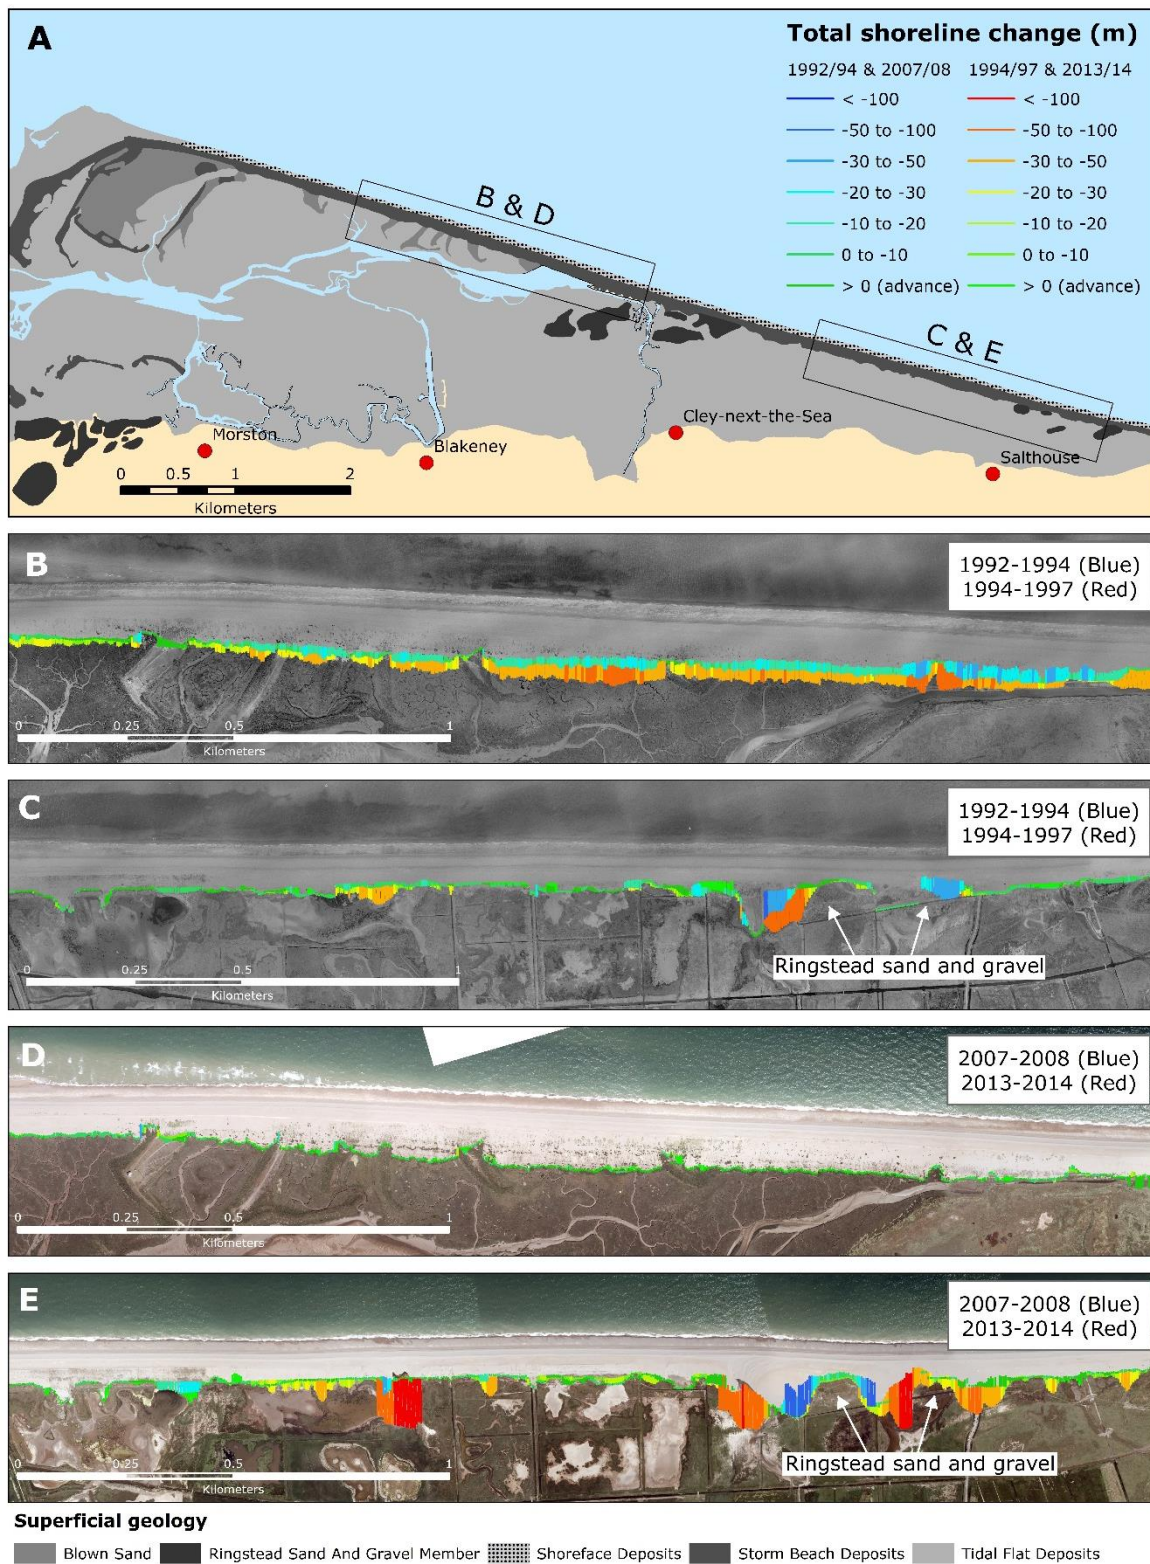 A
Total shoreline change (m)
1992/94 & 2007/08 1994/97 & 2013/14
< -100 < -100
-50 to -100 -50 to -100
-30 to -50 -30 to -50
-20 to -30 -20 to -30
-10 to -20 -10 to -20
0 to -10 0 to -10
> 0 (advance) > 0 (advance)
B & D
C & E
Cley-next-the-Sea
Morston
Blakeney
Salthouse
0 0.5 1 2
Kilometers
B
1992-1994 (Blue)
1994-1997 (Red)
0 0.25 0.5 1
Kilometers
C
1992-1994 (Blue)
1994-1997 (Red)
Ringstead sand and gravel
0 0.25 0.5 1
Kilometers
D
2007-2008 (Blue)
2013-2014 (Red)
0 0.25 0.5 1
Kilometers
E
2007-2008 (Blue)
2013-2014 (Red)
Ringstead sand and gravel
0 0.25 0.5 1
Kilometers
Superficial geology
Blown Sand Ringstead Sand And Gravel Member Shoreface Deposits Storm Beach Deposits Tidal Flat Deposits